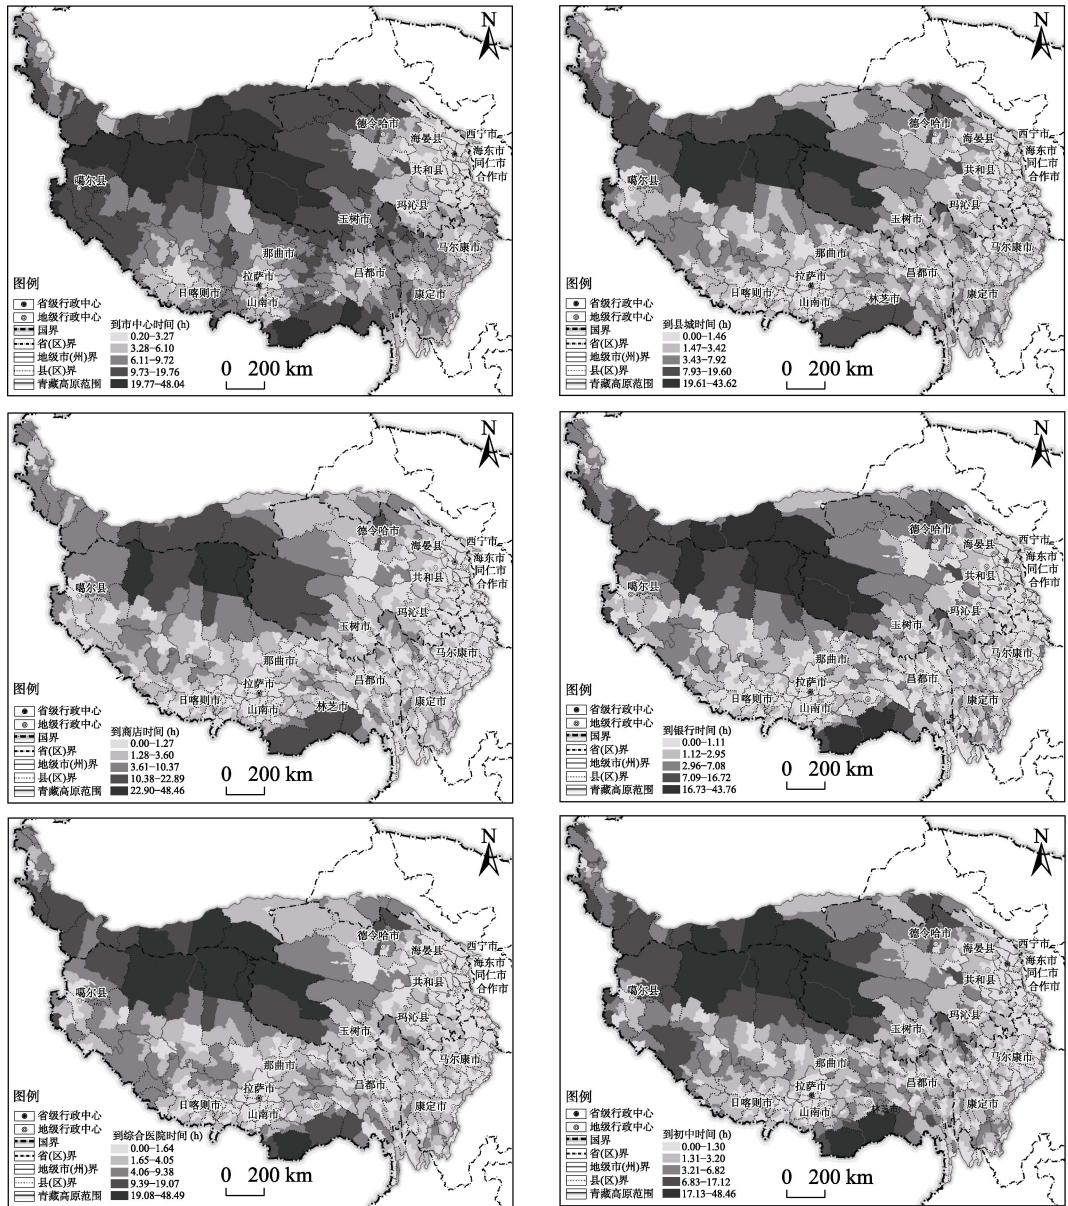 N
德令哈市
海晏县
西宁市
海东市
同仁市
合作市
共和县
噶尔县
玛沁县
玉树市
马尔康市
那曲市
昌都市
拉萨市
日喀则市
山南市
康定市
图例
省级行政中心
地级行政中心
国界
省(区)界
地级市(州)界
县(区)界
青藏高原范围
到市中心时间 (h)
0.20–3.27
3.28–6.10
6.11–9.72
9.73–19.76
19.77–48.04
0 200 km
N
德令哈市
海晏县
西宁市
海东市
同仁市
合作市
共和县
噶尔县
玛沁县
玉树市
马尔康市
那曲市
昌都市
拉萨市
日喀则市
山南市
林芝市
康定市
图例
省级行政中心
地级行政中心
国界
省(区)界
地级市(州)界
县(区)界
青藏高原范围
到县城时间 (h)
0.00–1.46
1.47–3.42
3.43–7.92
7.93–19.60
19.61–43.62
0 200 km
N
德令哈市
海晏县
西宁市
海东市
同仁市
合作市
共和县
噶尔县
玛沁县
玉树市
马尔康市
那曲市
昌都市
拉萨市
日喀则市
山南市
林芝市
康定市
图例
省级行政中心
地级行政中心
国界
省(区)界
地级市(州)界
县(区)界
青藏高原范围
到商店时间 (h)
0.00–1.27
1.28–3.60
3.61–10.37
10.38–22.89
22.90–48.46
0 200 km
N
德令哈市
海晏县
西宁市
海东市
同仁市
合作市
共和县
噶尔县
玛沁县
玉树市
马尔康市
那曲市
昌都市
拉萨市
日喀则市
山南市
康定市
图例
省级行政中心
地级行政中心
国界
省(区)界
地级市(州)界
县(区)界
青藏高原范围
到银行时间 (h)
0.00–1.11
1.12–2.95
2.96–7.08
7.09–16.72
16.73–43.76
0 200 km
N
德令哈市
海晏县
西宁市
海东市
同仁市
合作市
共和县
噶尔县
玛沁县
玉树市
马尔康市
那曲市
昌都市
拉萨市
日喀则市
山南市
康定市
图例
省级行政中心
地级行政中心
国界
省(区)界
地级市(州)界
县(区)界
青藏高原范围
到综合医院时间 (h)
0.00–1.64
1.65–4.05
4.06–9.38
9.39–19.07
19.08–48.49
0 200 km
N
德令哈市
海晏县
西宁市
海东市
同仁市
合作市
共和县
噶尔县
玛沁县
玉树市
马尔康市
那曲市
昌都市
拉萨市
日喀则市
山南市
林芝市
康定市
图例
省级行政中心
地级行政中心
国界
省(区)界
地级市(州)界
县(区)界
青藏高原范围
到初中时间 (h)
0.00–1.30
1.31–3.20
3.21–6.82
6.83–17.12
17.13–48.46
0 200 km